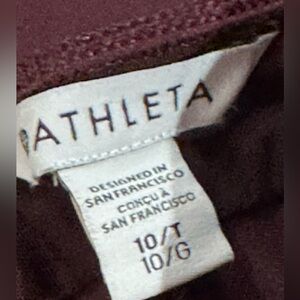 ATHLETA
DESIGNED IN
SAN FRANCISCO
CONÇU À
SAN FRANCISCO
10/T
10/G